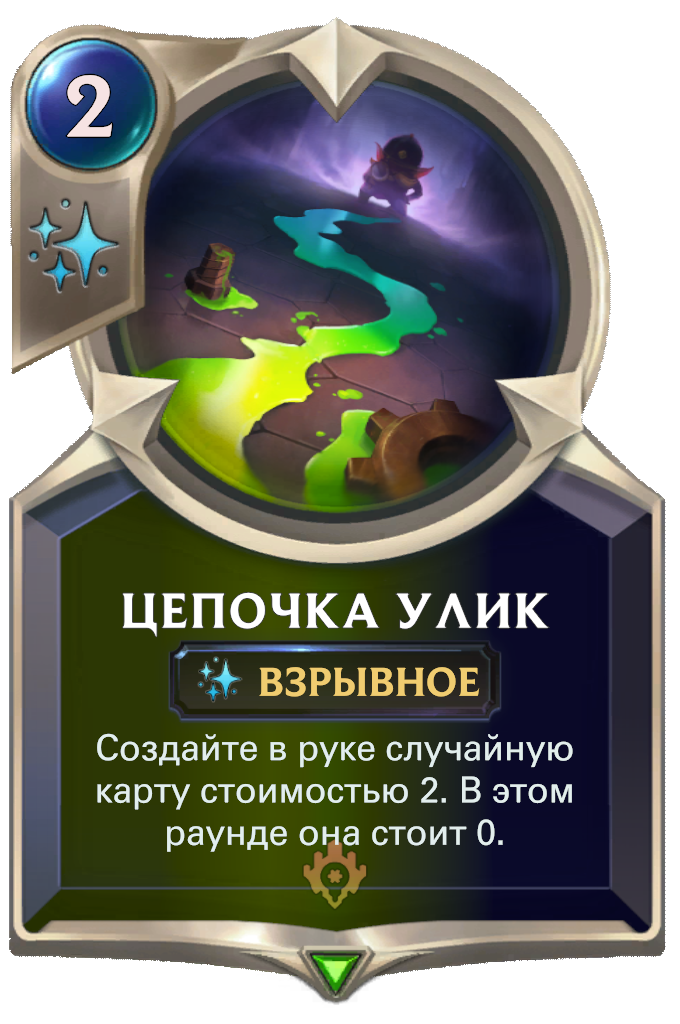 2
ЦЕПОЧКА УЛИК
ВЗРЫВНОЕ
Создайте в руке случайную
карту стоимостью 2. В этом
раунде она стоит 0.